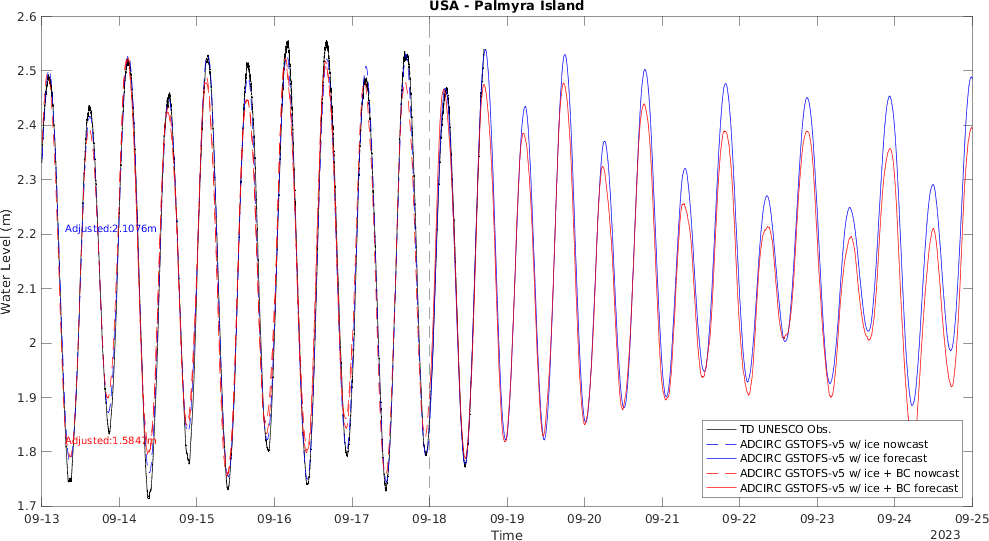 USA - Palmyra Island
2.6
2.5
2.4
2.3
2.2
2.1
2
1.9
1.8
1.7
Water Level (m)
Adjusted:2.1076m
Adjusted:1.5847m
TD UNESCO Obs.
ADCIRC GSTOFS-v5 w/ ice nowcast
ADCIRC GSTOFS-v5 w/ ice forecast
ADCIRC GSTOFS-v5 w/ ice + BC nowcast
ADCIRC GSTOFS-v5 w/ ice + BC forecast
09-13 09-14 09-15 09-16 09-17 09-18 09-19 09-20 09-21 09-22 09-23 09-24 09-25
Time
2023